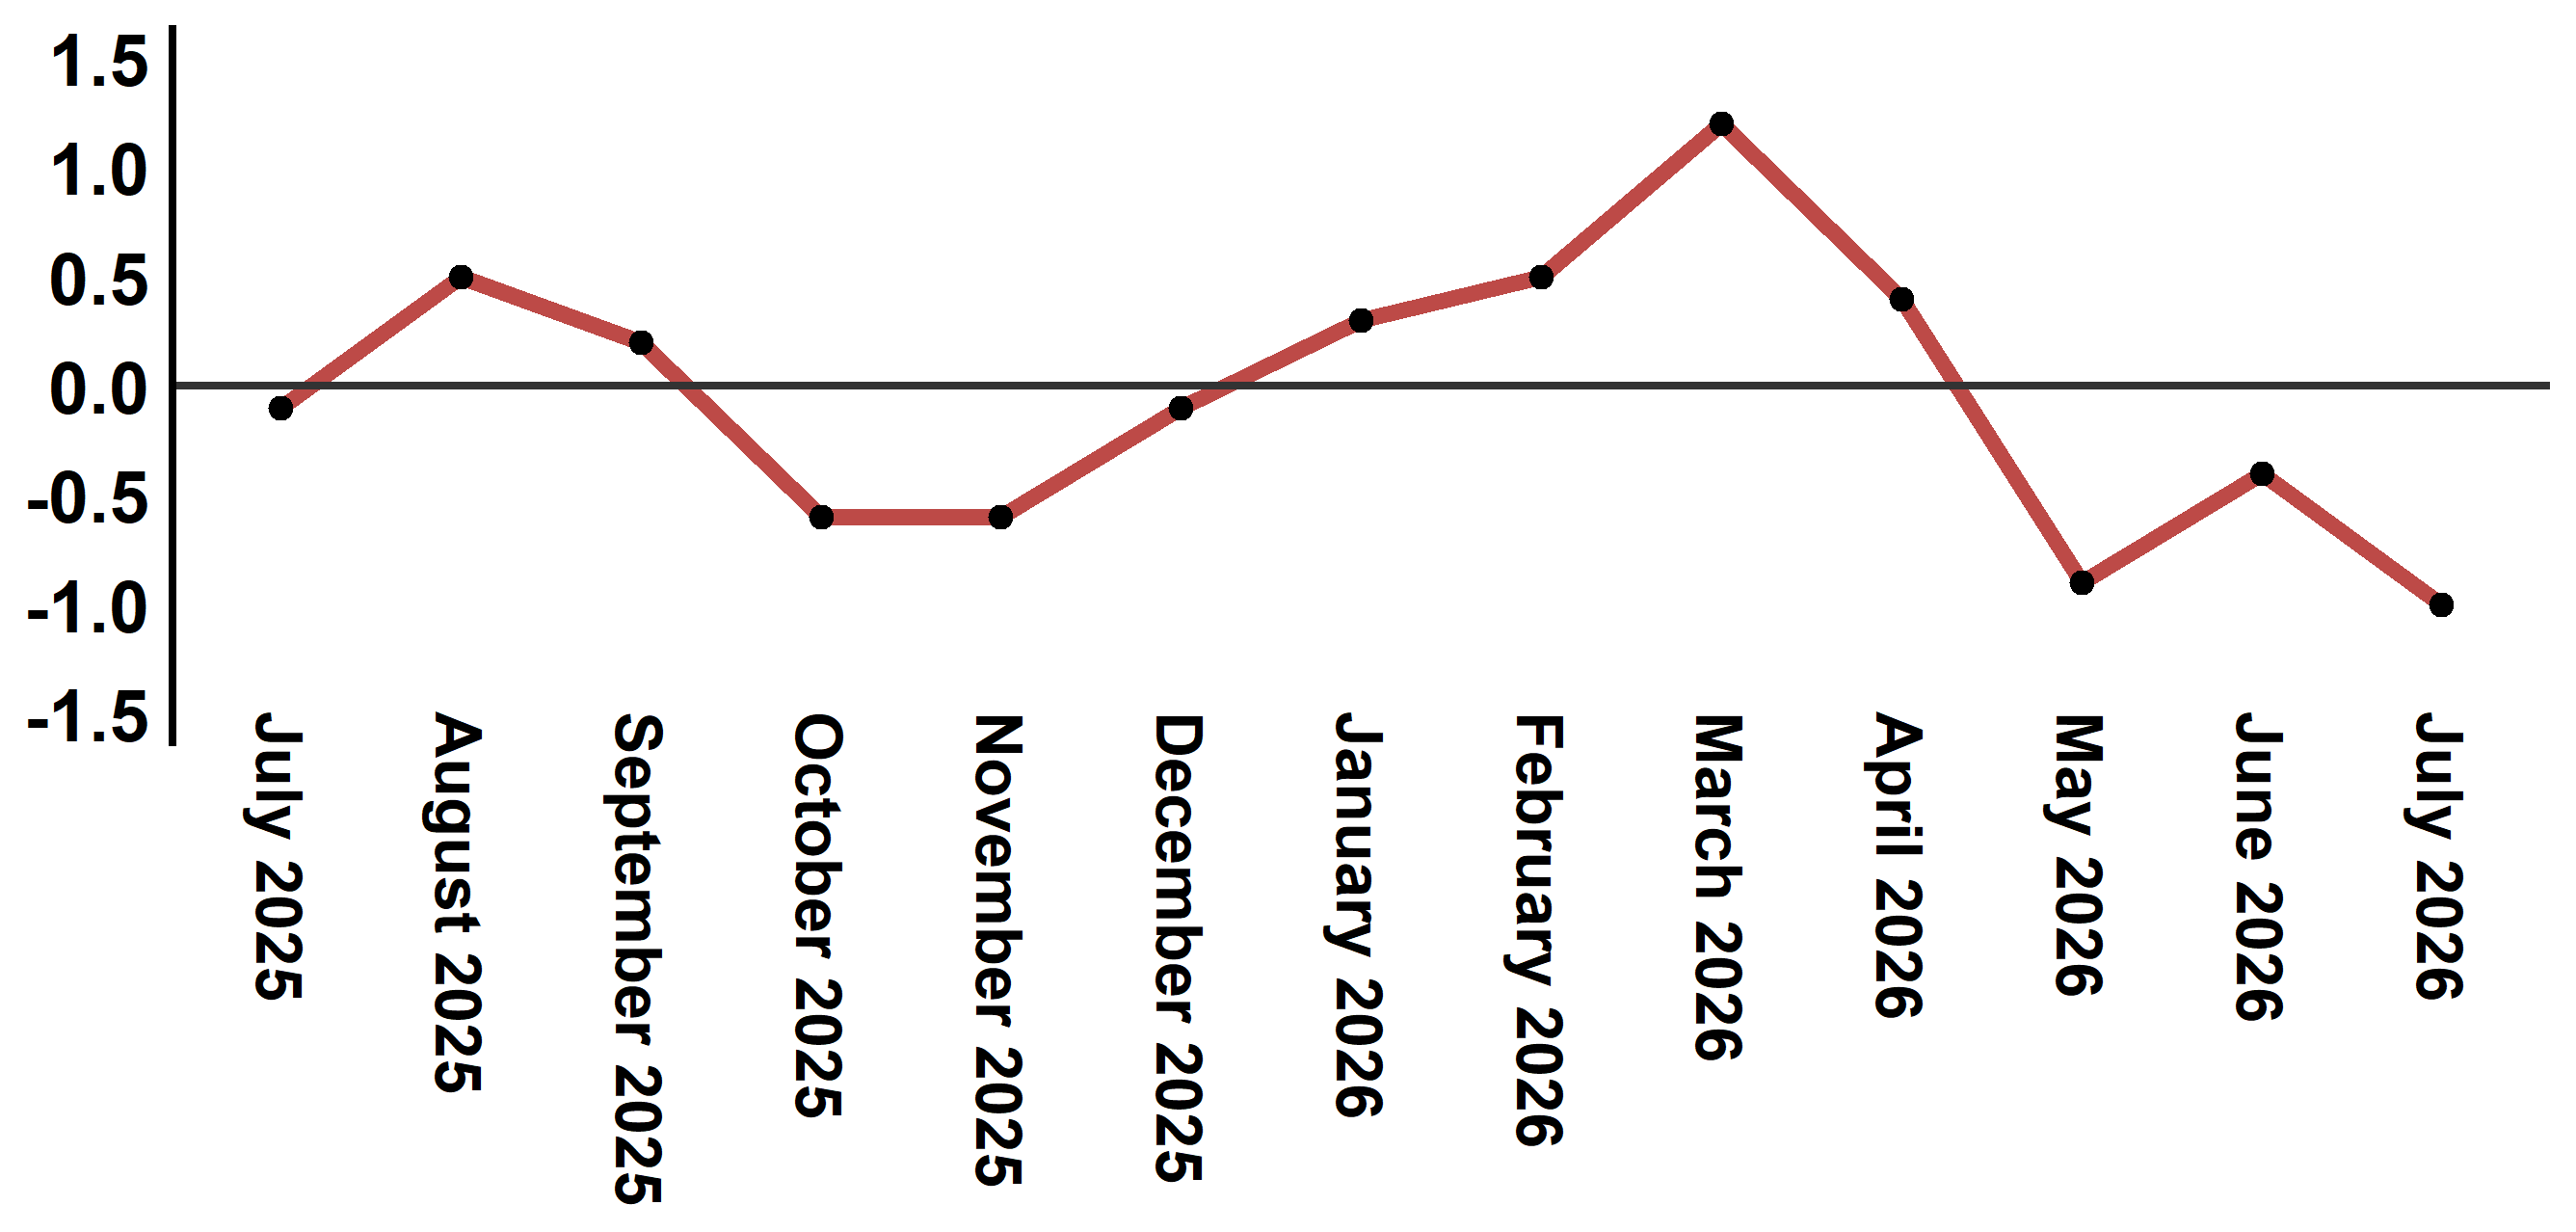 1.5
1.0
0.5
0.0
-0.5
-1.0
-1.5
July 2025
August 2025
September 2025
October 2025
November 2025
December 2025
January 2026
February 2026
March 2026
April 2026
May 2026
June 2026
July 2026